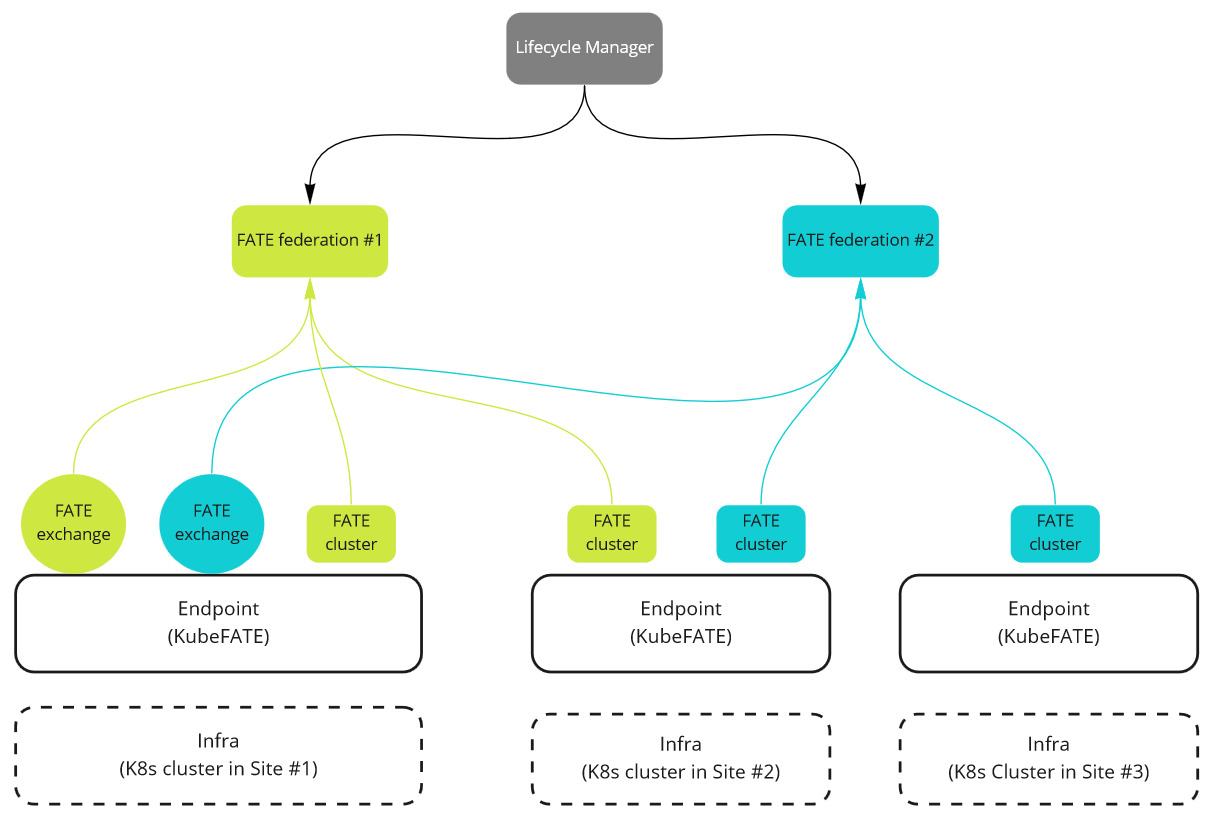 Lifecycle Manager
FATE federation #1
FATE federation #2
FATE
exchange
FATE
exchange
FATE
cluster
FATE
cluster
FATE
cluster
FATE
cluster
Endpoint
(KubeFATE)
Endpoint
(KubeFATE)
Endpoint
(KubeFATE)
Infra
(K8s cluster in Site #1)
Infra
(K8s cluster in Site #2)
Infra
(K8s Cluster in Site #3)